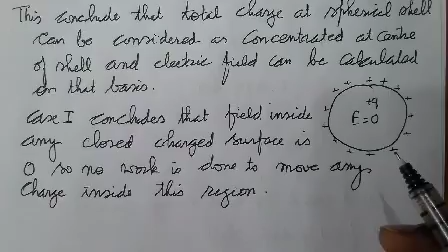 This conclude that total charge at spherical shell
can be considered as concentrated at centre
of shell and electric field can be calculated
on that basis.
Case I concludes that field inside
any closed charged surface is
0 so no work is done to move any
charge inside this region.
+q
E=0